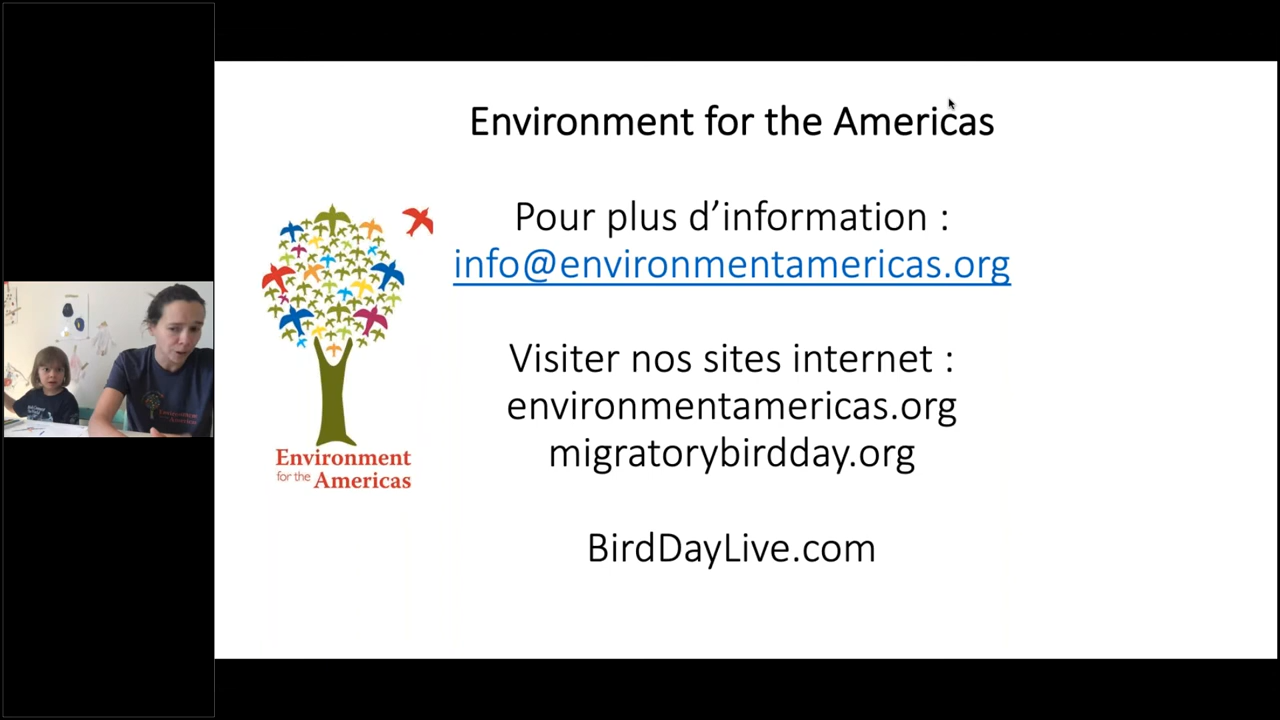 Environment for the Americas
Pour plus d’information :
info@environmentamericas.org
Visiter nos sites internet :
environmentamericas.org
migratorybirdday.org
BirdDayLive.com
Environment
for the Americas